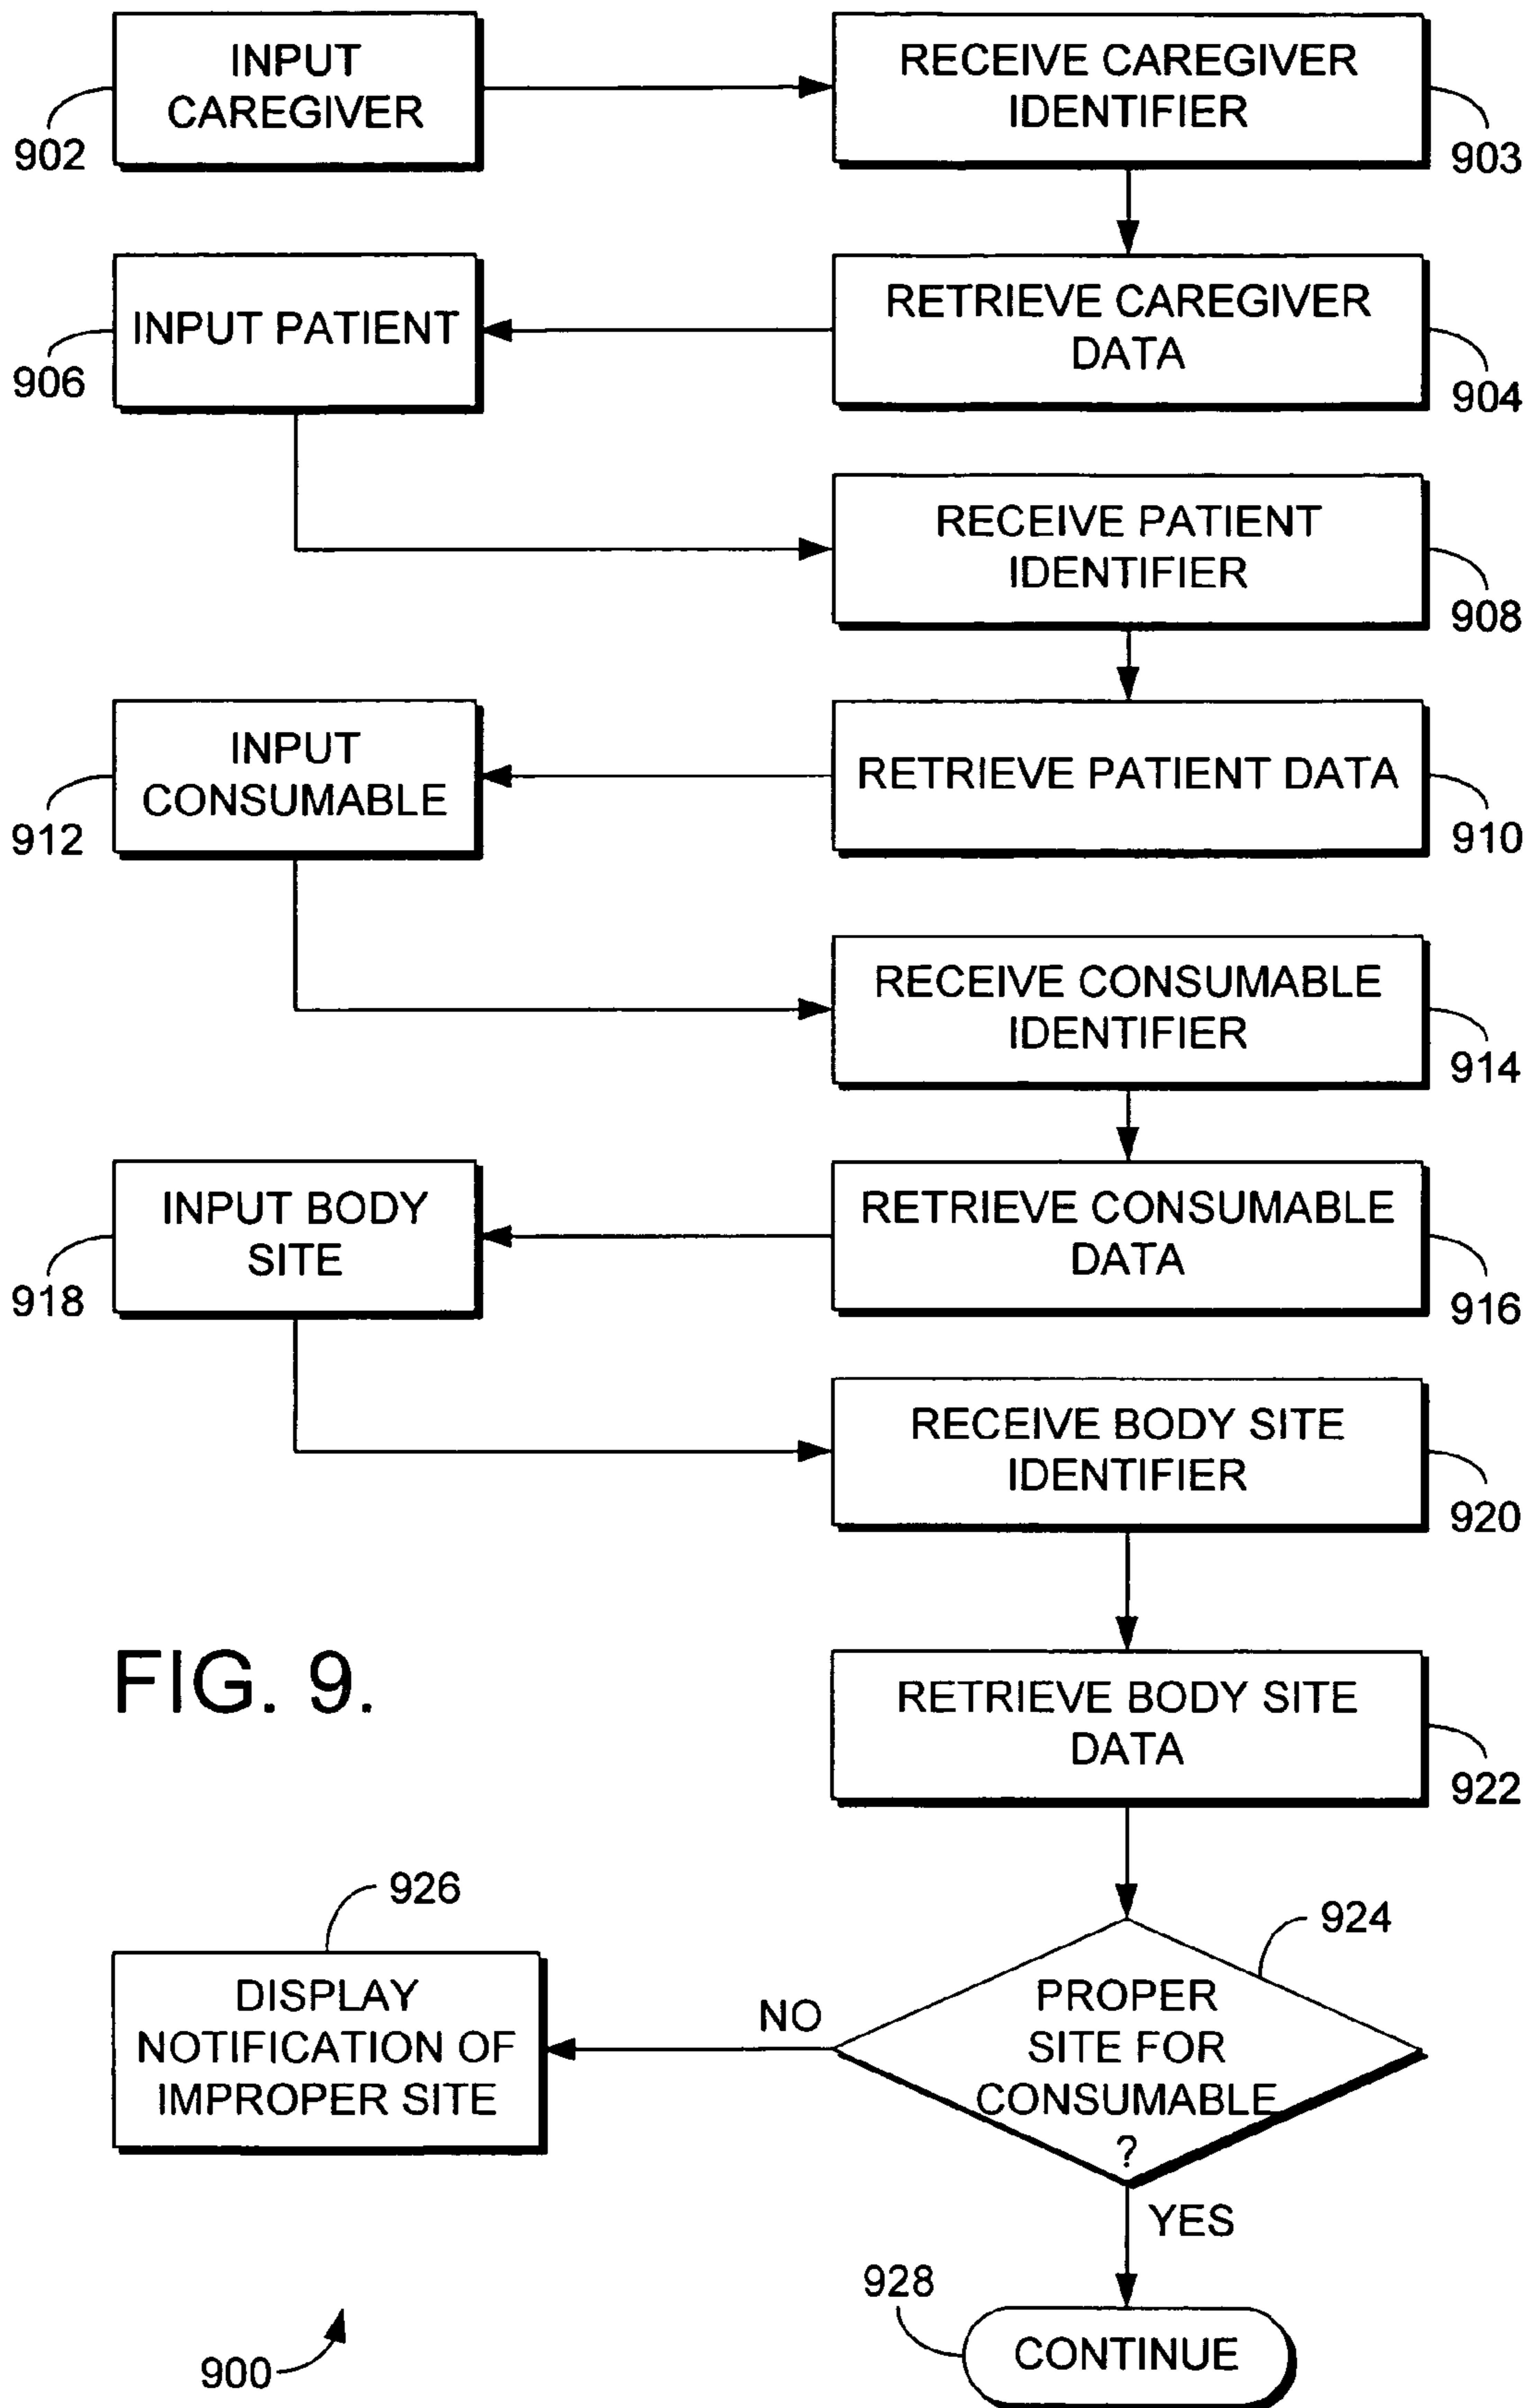 INPUT
CAREGIVER
902
RECEIVE CAREGIVER
IDENTIFIER
903
INPUT PATIENT
906
RETRIEVE CAREGIVER
DATA
904
RECEIVE PATIENT
IDENTIFIER
908
INPUT
CONSUMABLE
912
RETRIEVE PATIENT DATA
910
RECEIVE CONSUMABLE
IDENTIFIER
914
INPUT BODY
SITE
918
RETRIEVE CONSUMABLE
DATA
916
RECEIVE BODY SITE
IDENTIFIER
920
FIG. 9.
RETRIEVE BODY SITE
DATA
922
926
DISPLAY
NOTIFICATION OF
IMPROPER SITE
NO
924
PROPER
SITE FOR
CONSUMABLE
?
YES
928
CONTINUE
900